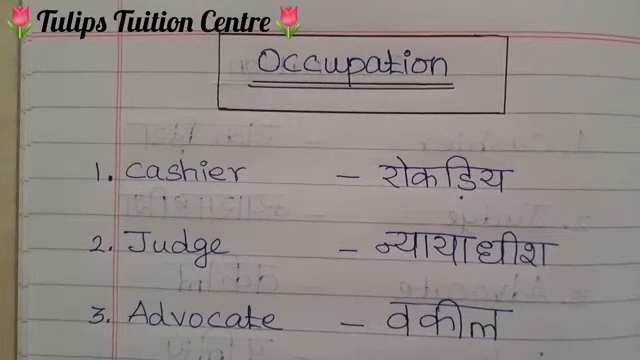 🌷Tulips Tuition Centre🌷
Occupation
1. Cashier - रोकड़िय
2. Judge - न्यायाधीश
3. Advocate - वकील